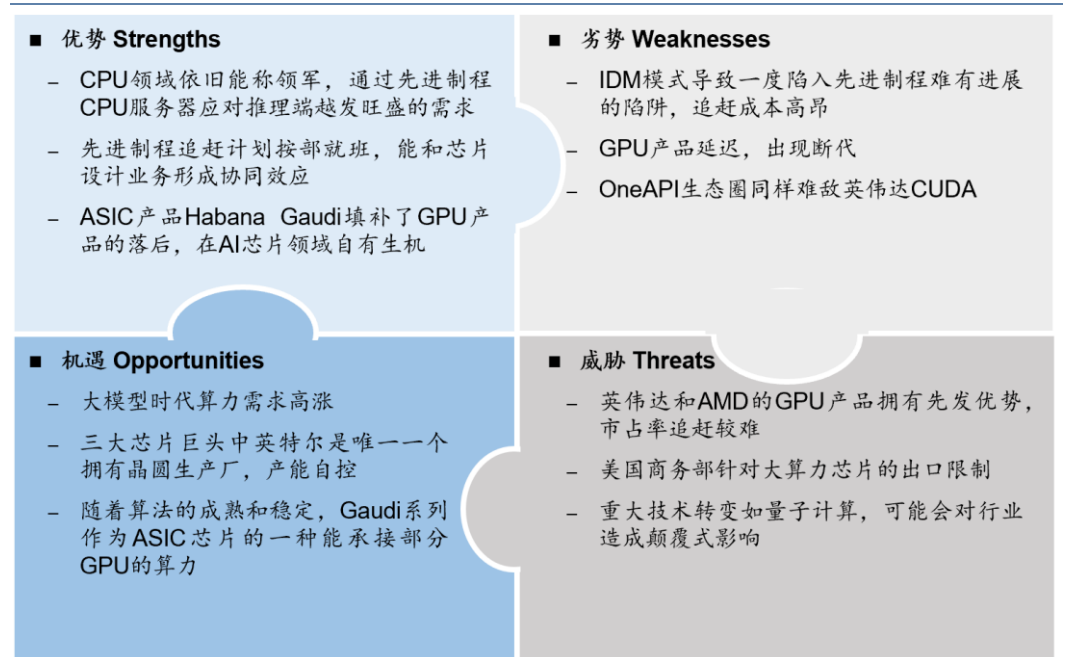 ■ 优势 Strengths
– CPU领域依旧能称领军，通过先进制程
CPU服务器应对推理端越发旺盛的需求
– 先进制程追赶计划按部就班，能和芯片
设计业务形成协同效应
– ASIC产品Habana Gaudi填补了GPU产
品的落后，在AI芯片领域自有生机
■ 劣势 Weaknesses
– IDM模式导致一度陷入先进制程难有进展
的陷阱，追赶成本高昂
– GPU产品延迟，出现断代
– OneAPI生态圈同样难敌英伟达CUDA
■ 机遇 Opportunities
– 大模型时代算力需求高涨
– 三大芯片巨头中英特尔是唯一一个
拥有晶圆生产厂，产能自控
– 随着算法的成熟和稳定，Gaudi系列
作为ASIC芯片的一种能承接部分
GPU的算力
■ 威胁 Threats
– 英伟达和AMD的GPU产品拥有先发优势，
市占率追赶较难
– 美国商务部针对大算力芯片的出口限制
– 重大技术转变如量子计算，可能会对行业
造成颠覆式影响